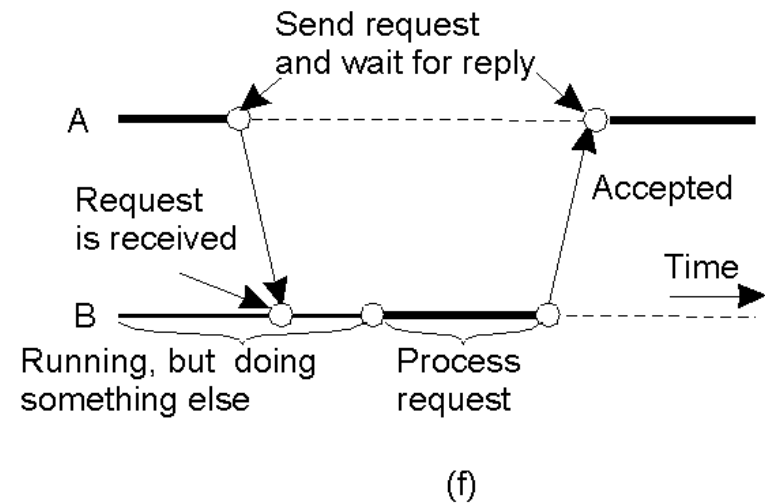 Send request
and wait for reply
A
Accepted
Request
is received
Time
B
Running, but doing
something else
Process
request
(f)